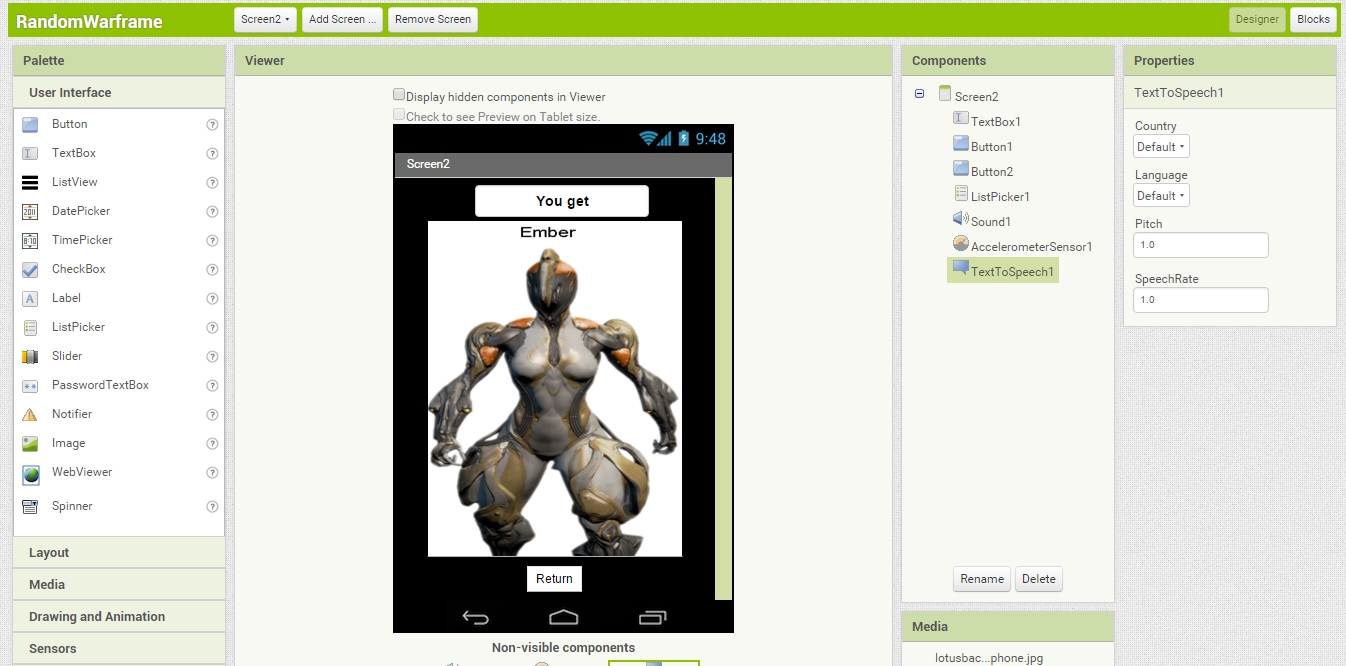 RandomWarframe
Screen2
Add Screen ...
Remove Screen
Designer
Blocks
Palette
User Interface
Button
TextBox
ListView
DatePicker
TimePicker
CheckBox
Label
ListPicker
Slider
PasswordTextBox
Notifier
Image
WebViewer
Spinner
Layout
Media
Drawing and Animation
Sensors
Viewer
Display hidden components in Viewer
Check to see Preview on Tablet size.
9:48
Screen2
You get
Ember
Return
Non-visible components
Components
Screen2
TextBox1
Button1
Button2
ListPicker1
Sound1
AccelerometerSensor1
TextToSpeech1
Rename
Delete
Media
lotusbac...phone.jpg
Properties
TextToSpeech1
Country
Default
Language
Default
Pitch
1.0
SpeechRate
1.0